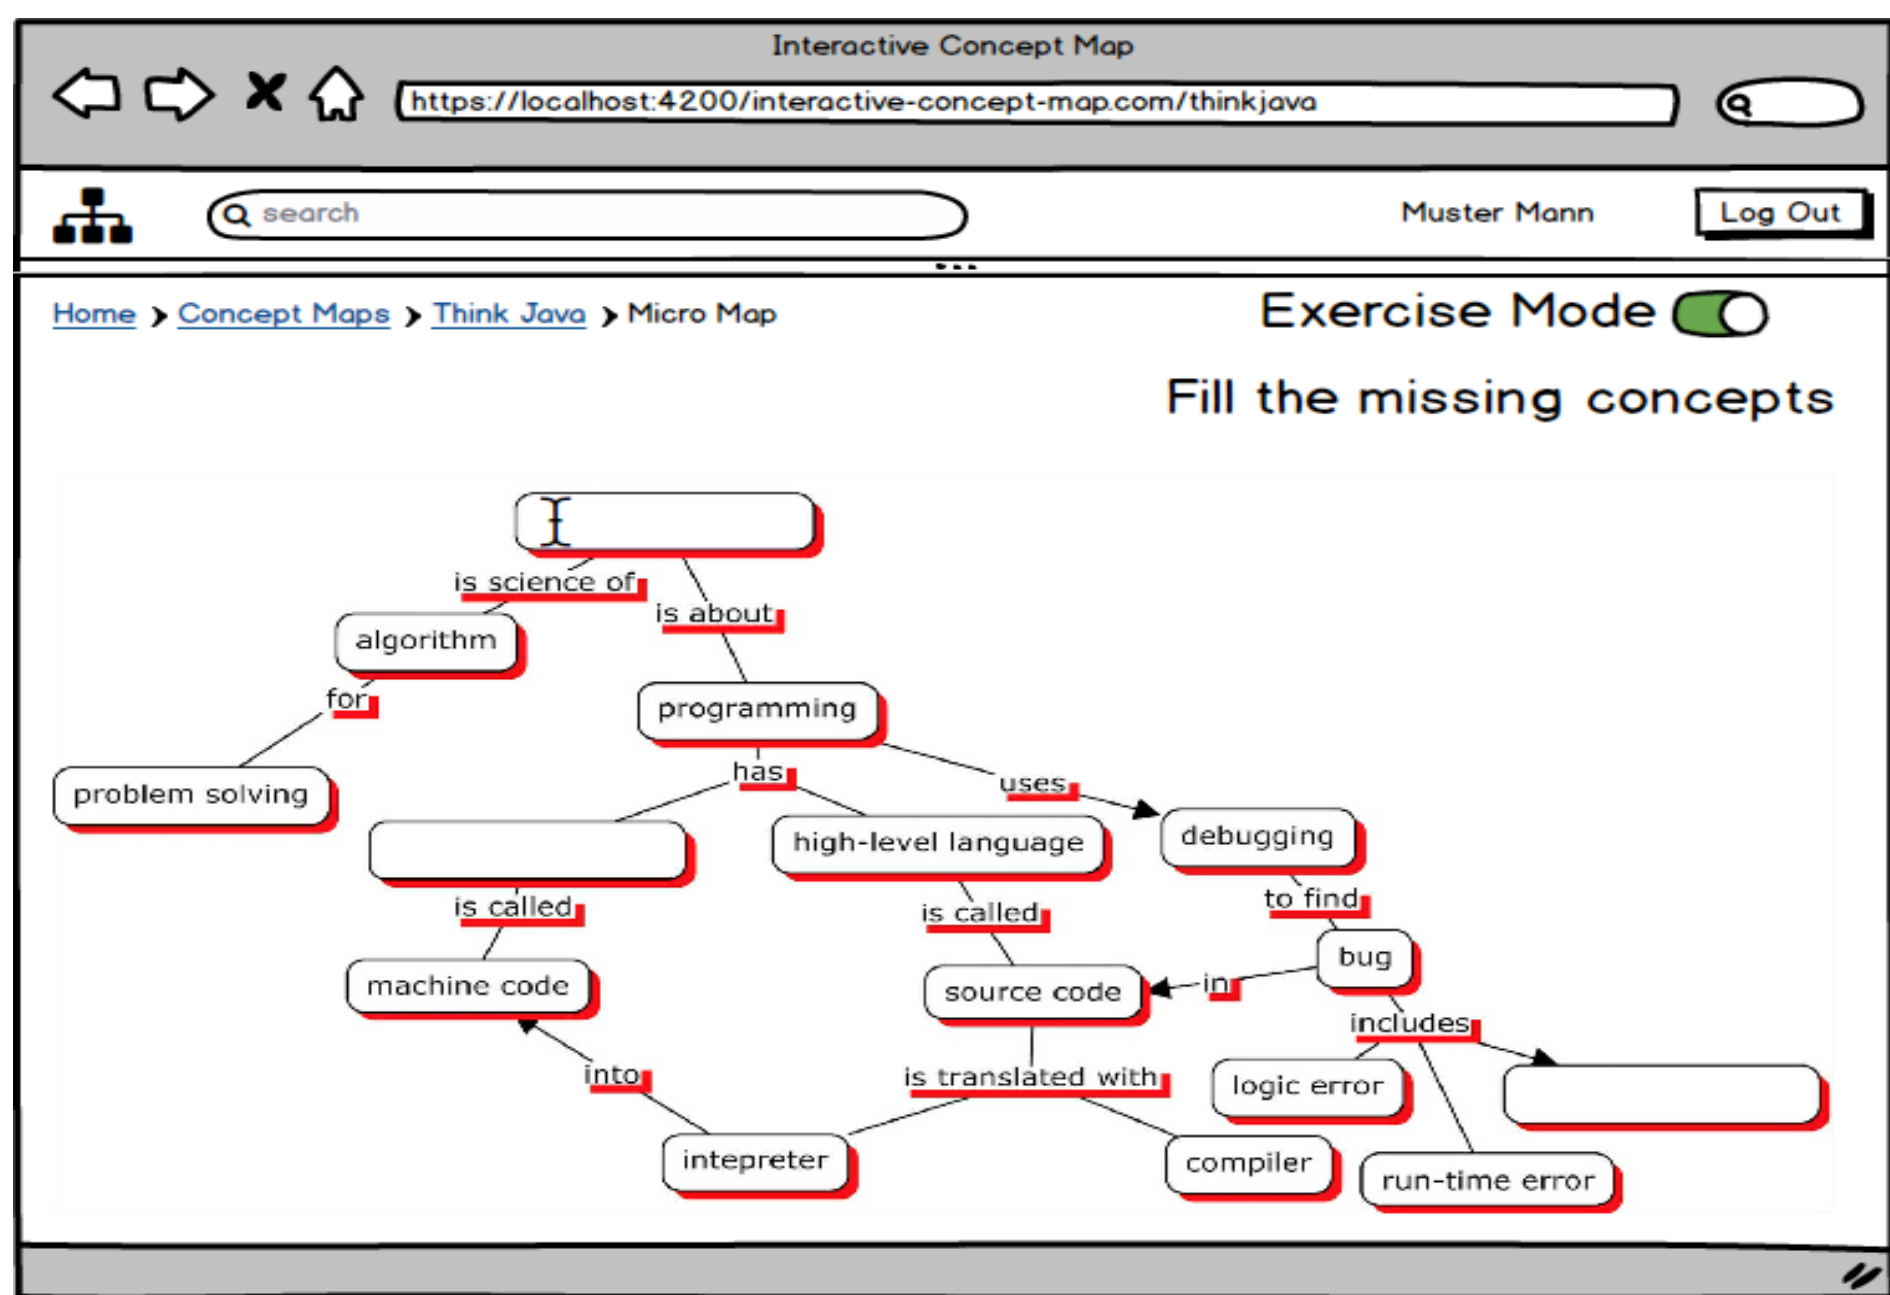 Interactive Concept Map
https://localhost:4200/interactive-concept-map.com/thinkjava
search
Muster Mann
Log Out
Home > Concept Maps > Think Java > Micro Map
Exercise Mode
Fill the missing concepts
is science of
is about
algorithm
for
programming
problem solving
has
uses
high-level language
debugging
is called
is called
to find
machine code
source code
in
bug
includes
into
is translated with
logic error
intepreter
compiler
run-time error